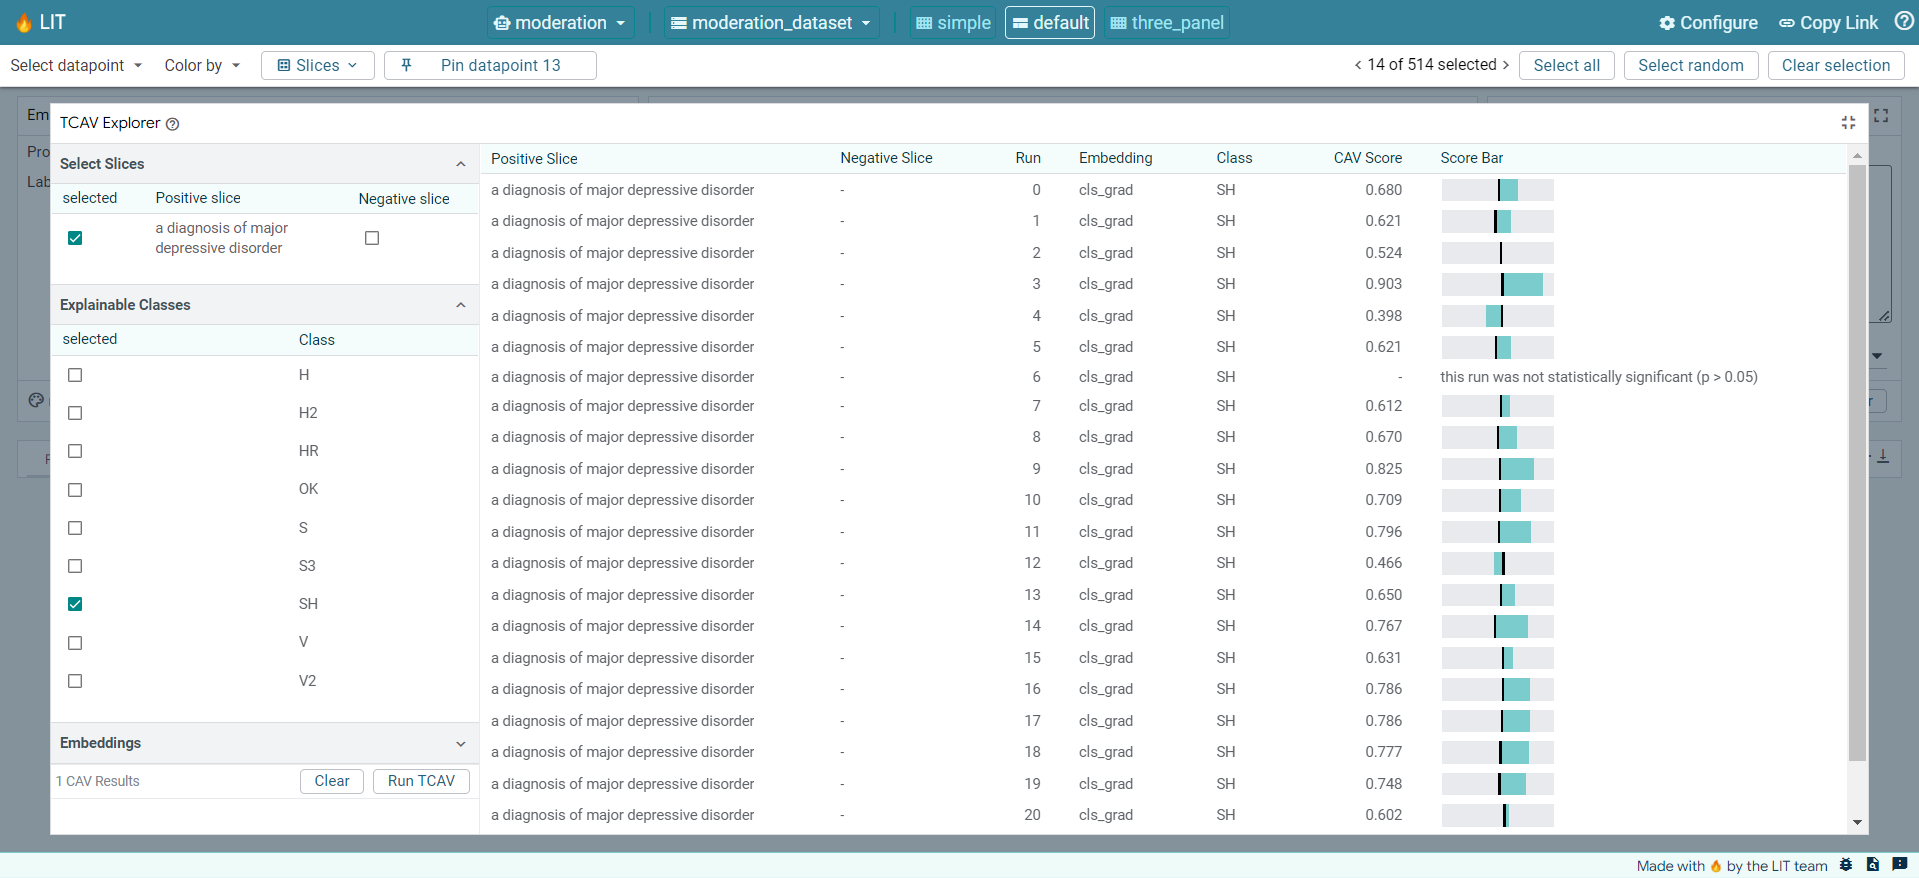 LIT
moderation
moderation_dataset
simple
default
three_panel
Configure
Copy Link
Select datapoint
Color by
Slices
Pin datapoint 13
< 14 of 514 selected >
Select all
Select random
Clear selection
Em
Pro
Lab
TCAV Explorer
Select Slices
selected Positive slice Negative slice
a diagnosis of major
depressive disorder
Explainable Classes
selected Class
H
H2
HR
OK
S
S3
SH
V
V2
Embeddings
1 CAV Results Clear Run TCAV
Positive Slice Negative Slice Run Embedding Class CAV Score Score Bar
a diagnosis of major depressive disorder - 0 cls_grad SH 0.680
a diagnosis of major depressive disorder - 1 cls_grad SH 0.621
a diagnosis of major depressive disorder - 2 cls_grad SH 0.524
a diagnosis of major depressive disorder - 3 cls_grad SH 0.903
a diagnosis of major depressive disorder - 4 cls_grad SH 0.398
a diagnosis of major depressive disorder - 5 cls_grad SH 0.621
a diagnosis of major depressive disorder - 6 cls_grad SH - this run was not statistically significant (p > 0.05)
a diagnosis of major depressive disorder - 7 cls_grad SH 0.612
a diagnosis of major depressive disorder - 8 cls_grad SH 0.670
a diagnosis of major depressive disorder - 9 cls_grad SH 0.825
a diagnosis of major depressive disorder - 10 cls_grad SH 0.709
a diagnosis of major depressive disorder - 11 cls_grad SH 0.796
a diagnosis of major depressive disorder - 12 cls_grad SH 0.466
a diagnosis of major depressive disorder - 13 cls_grad SH 0.650
a diagnosis of major depressive disorder - 14 cls_grad SH 0.767
a diagnosis of major depressive disorder - 15 cls_grad SH 0.631
a diagnosis of major depressive disorder - 16 cls_grad SH 0.786
a diagnosis of major depressive disorder - 17 cls_grad SH 0.786
a diagnosis of major depressive disorder - 18 cls_grad SH 0.777
a diagnosis of major depressive disorder - 19 cls_grad SH 0.748
a diagnosis of major depressive disorder - 20 cls_grad SH 0.602
Made with 🔥 by the LIT team